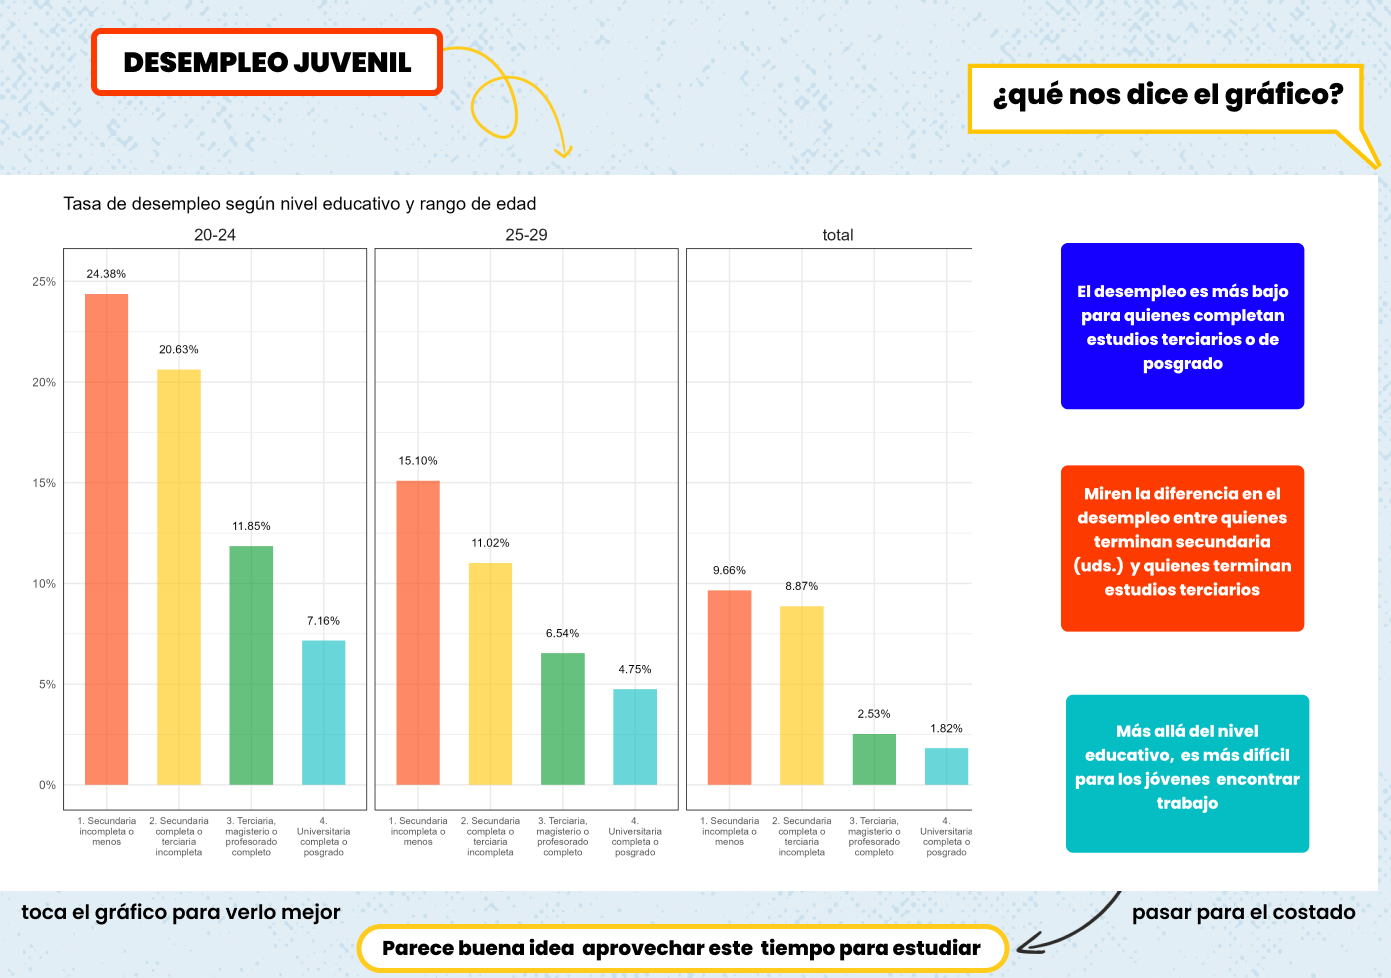 DESEMPLEO JUVENIL
¿qué nos dice el gráfico?
Tasa de desempleo según nivel educativo y rango de edad
20-24
25-29
total
25%
20%
15%
10%
5%
0%
24.38%
20.63%
11.85%
7.16%
15.10%
11.02%
6.54%
4.75%
9.66%
8.87%
2.53%
1.82%
1. Secundaria
incompleta o
menos
2. Secundaria
completa o
terciaria
incompleta
3. Terciaria,
magisterio o
profesorado
completo
4.
Universitaria
completa o
posgrado
1. Secundaria
incompleta o
menos
2. Secundaria
completa o
terciaria
incompleta
3. Terciaria,
magisterio o
profesorado
completo
4.
Universitaria
completa o
posgrado
1. Secundaria
incompleta o
menos
2. Secundaria
completa o
terciaria
incompleta
3. Terciaria,
magisterio o
profesorado
completo
4.
Universitaria
completa o
posgrado
El desempleo es más bajo
para quienes completan
estudios terciarios o de
posgrado
Miren la diferencia en el
desempleo entre quienes
terminan secundaria
(uds.) y quienes terminan
estudios terciarios
Más allá del nivel
educativo, es más difícil
para los jóvenes encontrar
trabajo
toca el gráfico para verlo mejor
pasar para el costado
Parece buena idea aprovechar este tiempo para estudiar